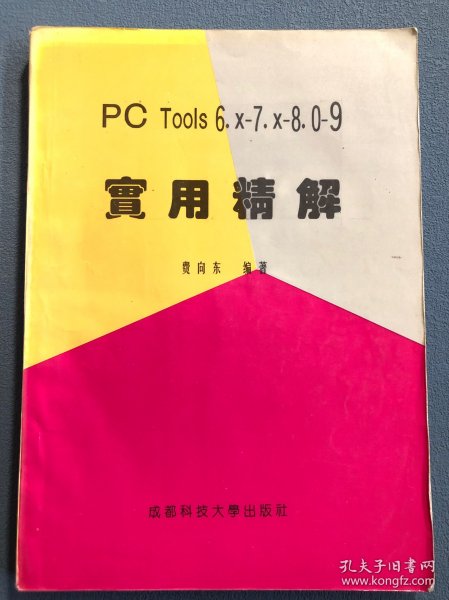 PC Tools 6.x-7.x-8.0-9
實用精解
费向东 编著
成都科技大學出版社
孔夫子旧书网
www.kongfz.com